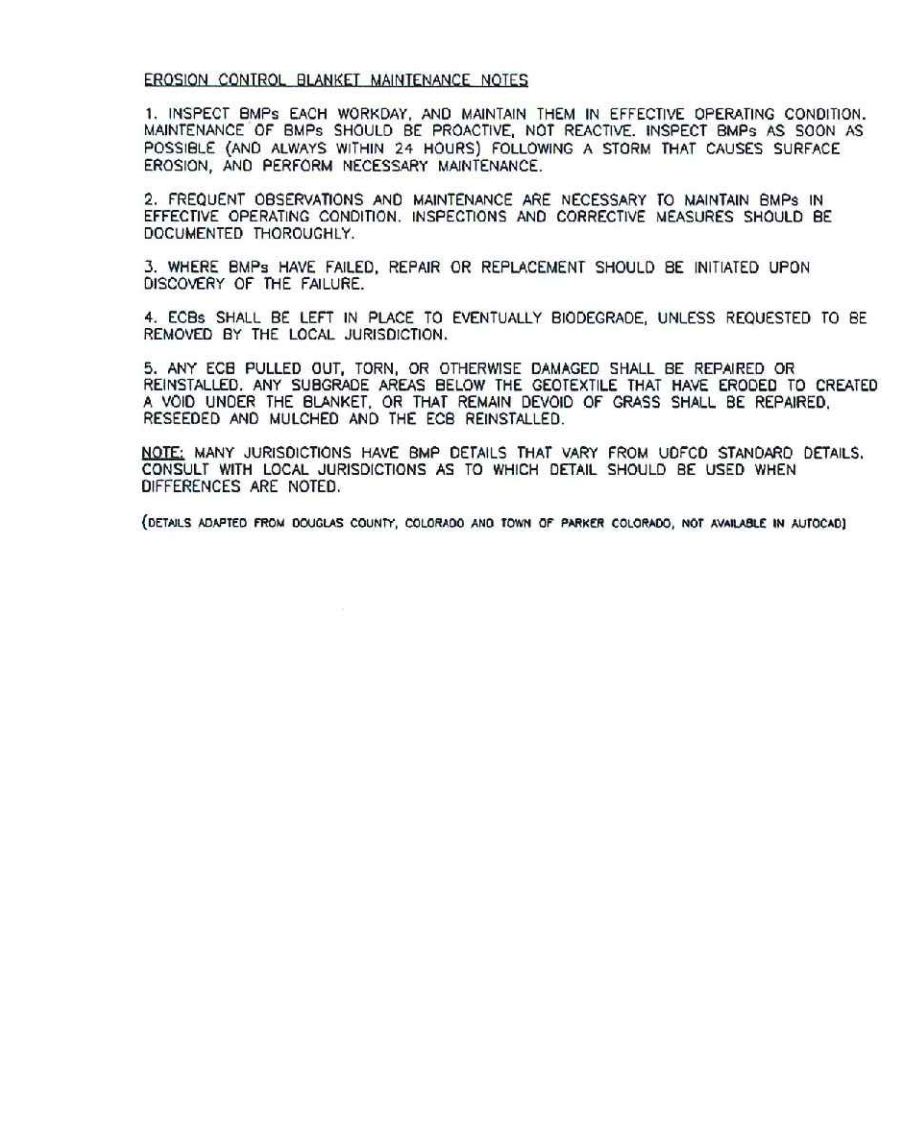 EROSION CONTROL BLANKET MAINTENANCE NOTES
1. INSPECT BMPs EACH WORKDAY, AND MAINTAIN THEM IN EFFECTIVE OPERATING CONDITION.
MAINTENANCE OF BMPs SHOULD BE PROACTIVE, NOT REACTIVE. INSPECT BMPs AS SOON AS
POSSIBLE (AND ALWAYS WITHIN 24 HOURS) FOLLOWING A STORM THAT CAUSES SURFACE
EROSION, AND PERFORM NECESSARY MAINTENANCE.
2. FREQUENT OBSERVATIONS AND MAINTENANCE ARE NECESSARY TO MAINTAIN BMPs IN
EFFECTIVE OPERATING CONDITION. INSPECTIONS AND CORRECTIVE MEASURES SHOULD BE
DOCUMENTED THOROUGHLY.
3. WHERE BMPs HAVE FAILED, REPAIR OR REPLACEMENT SHOULD BE INITIATED UPON
DISCOVERY OF THE FAILURE.
4. ECBs SHALL BE LEFT IN PLACE TO EVENTUALLY BIODEGRADE, UNLESS REQUESTED TO BE
REMOVED BY THE LOCAL JURISDICTION.
5. ANY ECB PULLED OUT, TORN, OR OTHERWISE DAMAGED SHALL BE REPAIRED OR
REINSTALLED. ANY SUBGRADE AREAS BELOW THE GEOTEXTILE THAT HAVE ERODED TO CREATED
A VOID UNDER THE BLANKET, OR THAT REMAIN DEVOID OF GRASS SHALL BE REPAIRED,
RESEEDED AND MULCHED AND THE ECB REINSTALLED.
NOTE: MANY JURISDICTIONS HAVE BMP DETAILS THAT VARY FROM UDFCD STANDARD DETAILS.
CONSULT WITH LOCAL JURISDICTIONS AS TO WHICH DETAIL SHOULD BE USED WHEN
DIFFERENCES ARE NOTED.
(DETAILS ADAPTED FROM DOUGLAS COUNTY, COLORADO AND TOWN OF PARKER COLORADO, NOT AVAILABLE IN AUTOCAD)